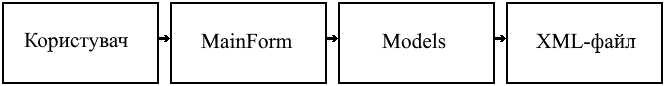 Користувач
MainForm
Models
XML-файл